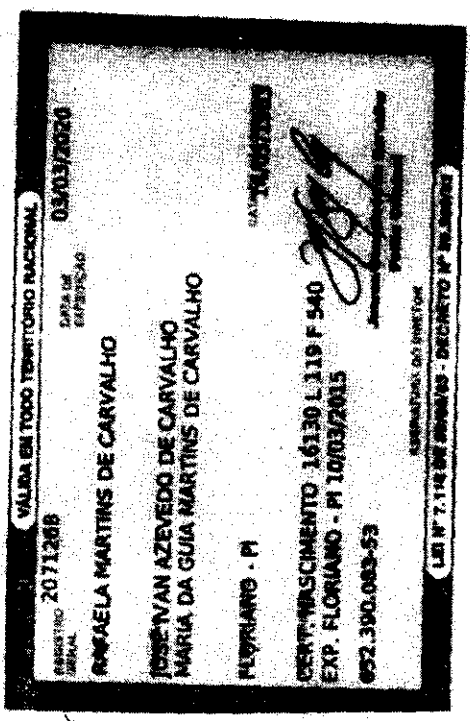 VÁLIDA EM TODO TERRITÓRIO NACIONAL
REGISTRO GERAL 2071268 DATA DE EXPEDIÇÃO 03/03/2020
RAFAELA MARTINS DE CARVALHO
JOSE IVAN AZEVEDO DE CARVALHO
MARIA DA GUIA MARTINS DE CARVALHO
FLORIANO - PI
CERT. NASCIMENTO 16130 L 119 F 540
EXP. FLORIANO - PI 10/03/2015
052.390.083-53
ASSINATURA DO DIRETOR
LEI Nº 7.116 DE